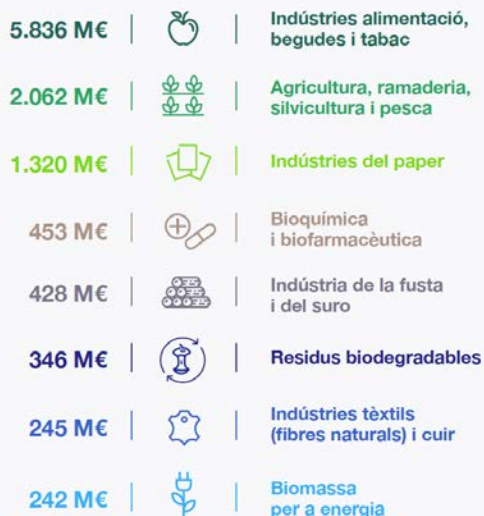 5.836 M€
Indústries alimentació,
begudes i tabac
2.062 M€
Agricultura, ramaderia,
silvicultura i pesca
1.320 M€
Indústries del paper
453 M€
Bioquímica
i biofarmacèutica
428 M€
Indústria de la fusta
i del suro
346 M€
Residus biodegradables
245 M€
Indústries tèxtils
(fibres naturals) i cuir
242 M€
Biomassa
per a energia